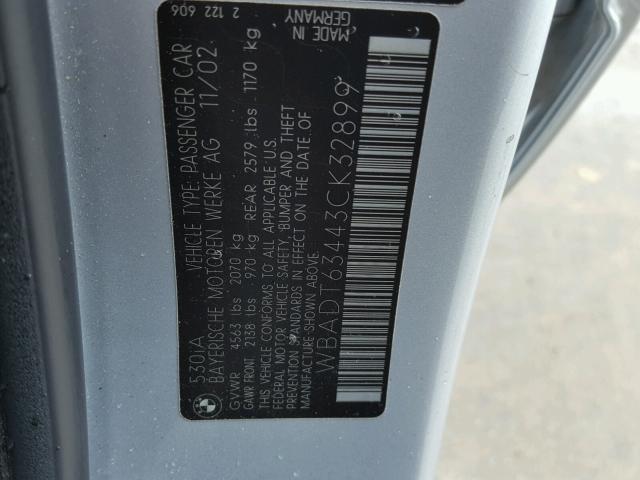 530iA VEHICLE TYPE: PASSENGER CAR
BAYERISCHE MOTOREN WERKE AG 11/02
GVWR 4563 lbs 2070 kg
GAWR FRONT 2138 lbs 970 kg REAR 2579 lbs 1170 kg
THIS VEHICLE CONFORMS TO ALL APPLICABLE U.S.
FEDERAL MOTOR VEHICLE SAFETY, BUMPER AND THEFT
PREVENTION STANDARDS IN EFFECT ON THE DATE OF
MANUFACTURE SHOWN ABOVE.
WBADT63443CK32899
2 122 606
MADE IN
GERMANY